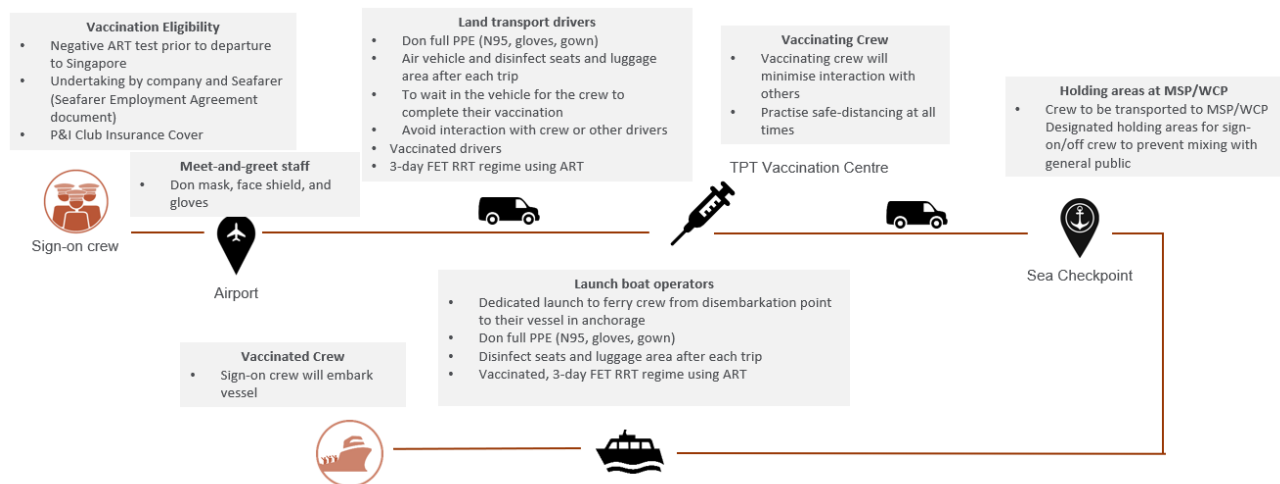 Vaccination Eligibility
• Negative ART test prior to departure
to Singapore
• Undertaking by company and Seafarer
(Seafarer Employment Agreement
document)
• P&I Club Insurance Cover
Meet-and-greet staff
• Don mask, face shield, and
gloves
Sign-on crew
Airport
Land transport drivers
• Don full PPE (N95, gloves, gown)
• Air vehicle and disinfect seats and luggage
area after each trip
• To wait in the vehicle for the crew to
complete their vaccination
• Avoid interaction with crew or other drivers
• Vaccinated drivers
• 3-day FET RRT regime using ART
Vaccinating Crew
• Vaccinating crew will
minimise interaction with
others
• Practise safe-distancing at all
times
TPT Vaccination Centre
Holding areas at MSP/WCP
• Crew to be transported to MSP/WCP
Designated holding areas for sign-
on/off crew to prevent mixing with
general public
Sea Checkpoint
Launch boat operators
• Dedicated launch to ferry crew from disembarkation point
to their vessel in anchorage
• Don full PPE (N95, gloves, gown)
• Disinfect seats and luggage area after each trip
• Vaccinated, 3-day FET RRT regime using ART
Vaccinated Crew
• Sign-on crew will embark
vessel